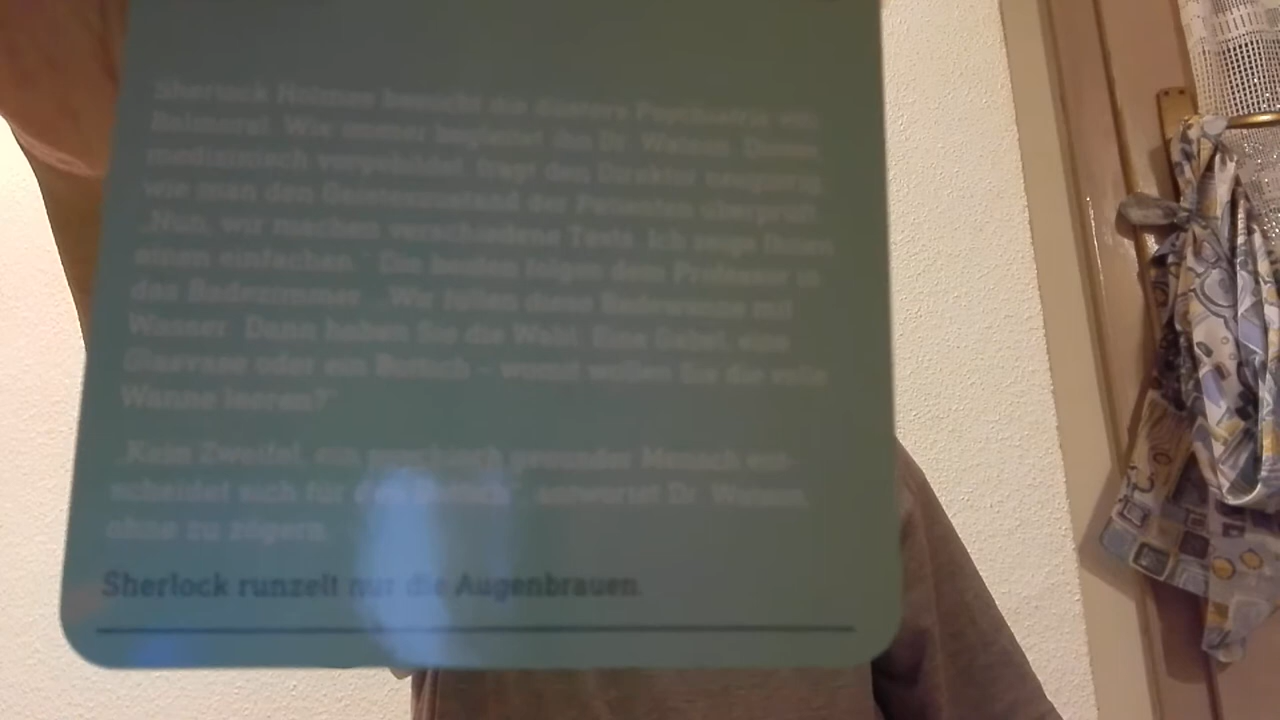 Sherlock Holmes besucht die düstere Psychiatrie von
Balmoral. Wie immer begleitet ihn Dr. Watson. Dieser,
medizinisch vorgebildet, fragt den Direktor neugierig,
wie man den Geisteszustand der Patienten überprüft.
„Nun, wir machen verschiedene Tests. Ich zeige Ihnen
einen einfachen.“ Die beiden folgen dem Professor in
das Badezimmer. „Wir füllen diese Badewanne mit
Wasser. Dann haben Sie die Wahl. Eine Gabel, eine
Glasvase oder ein Bottich – womit wollen Sie die volle
Wanne leeren?“
„Kein Zweifel, ein psychisch gesunder Mensch ent-
scheidet sich für den Bottich“, antwortet Dr. Watson,
ohne zu zögern.
Sherlock runzelt nur die Augenbrauen.